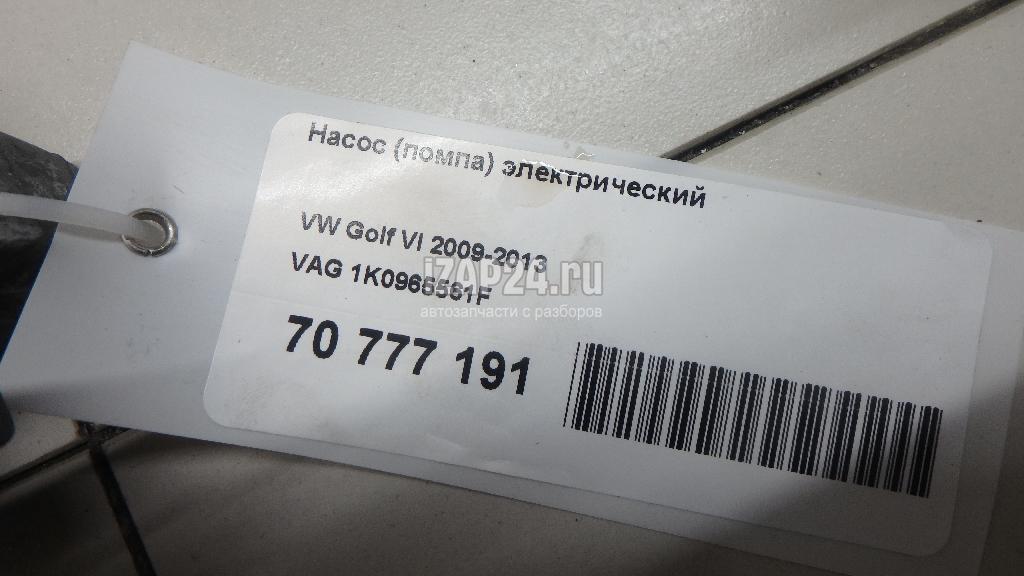 Насос (помпа) электрический
VW Golf VI 2009-2013
VAG 1K0965561F
iZAP24.ru
автозапчасти с разборов
70 777 191